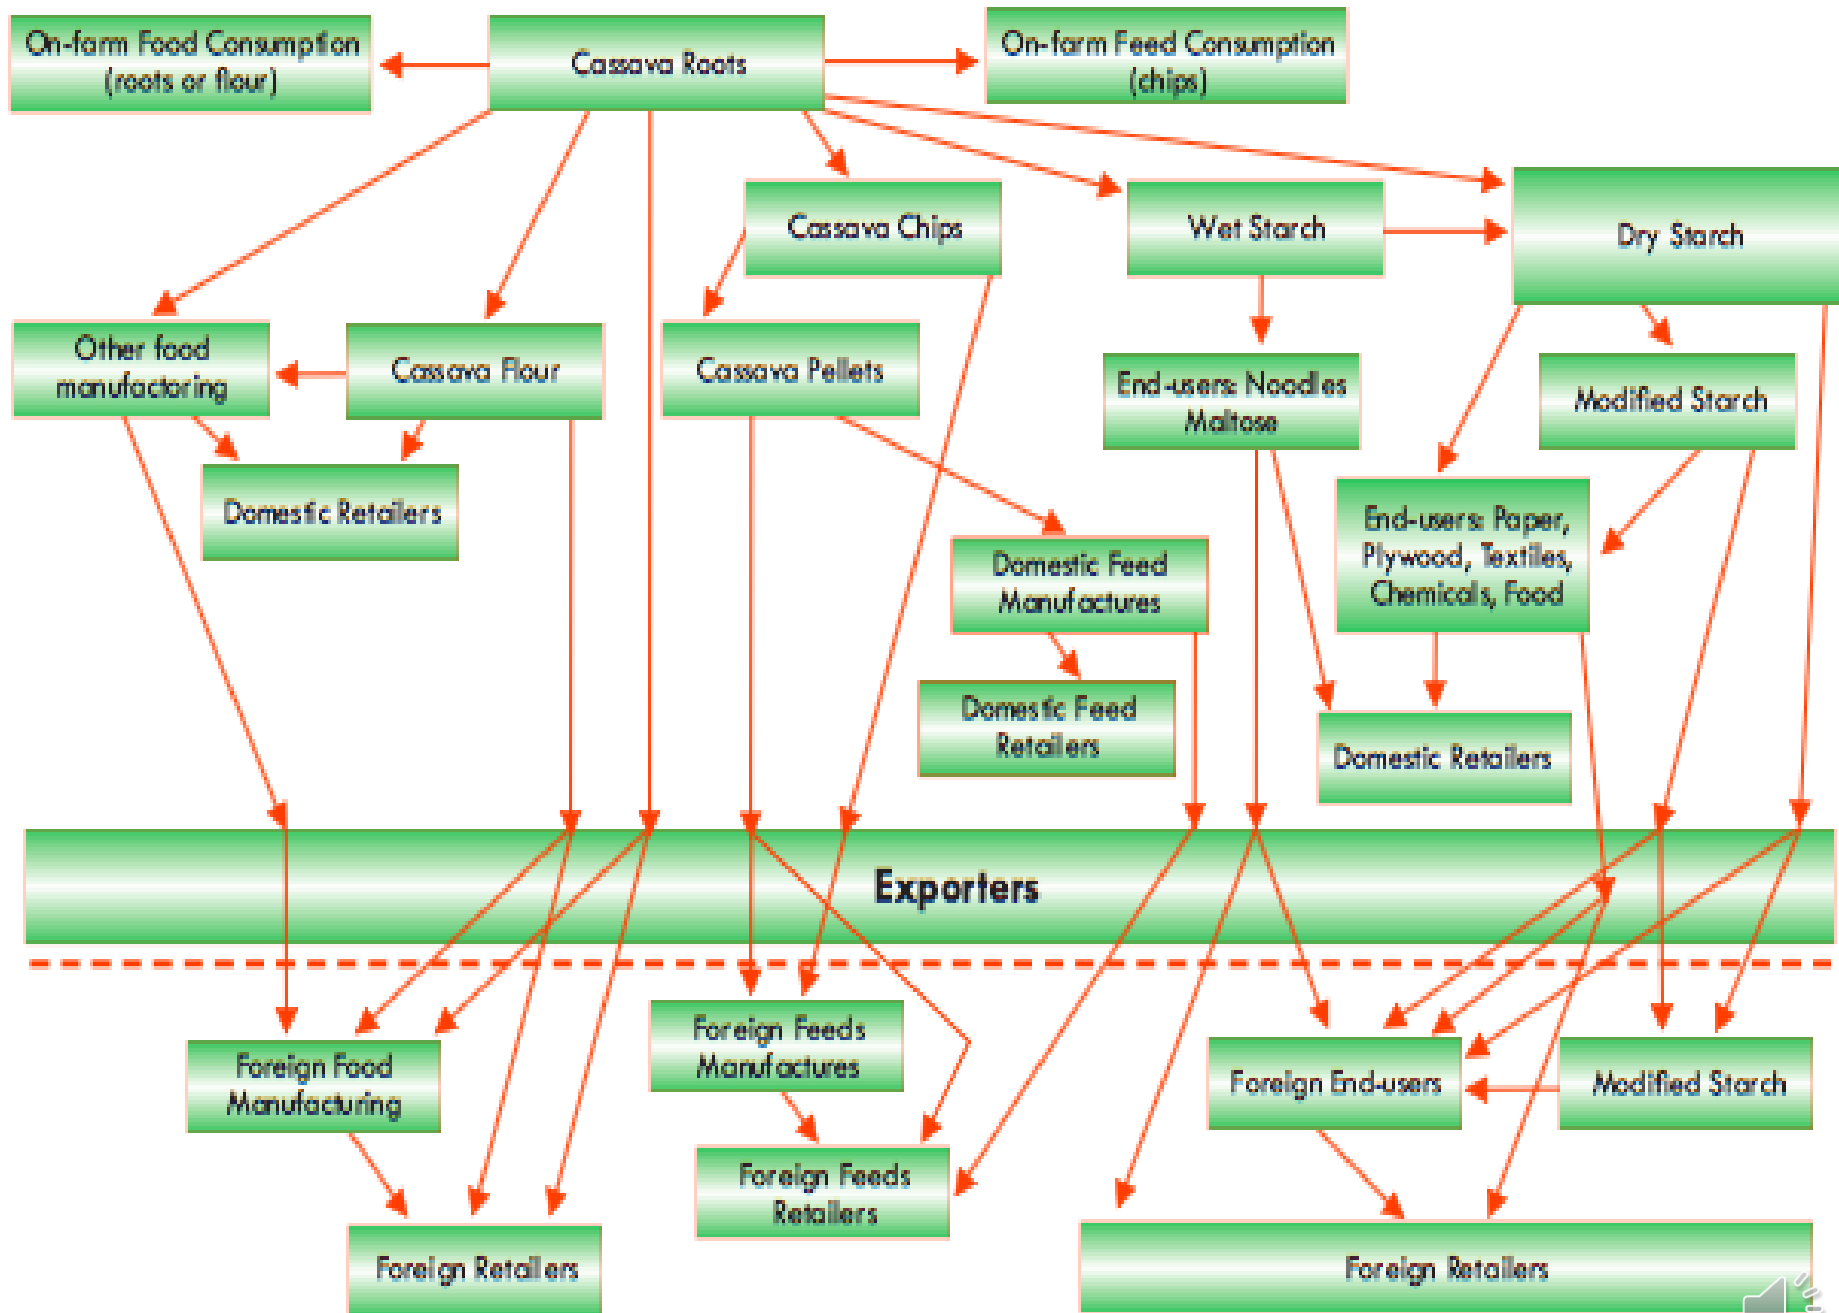 On-farm Food Consumption
(roots or flour)
Cassava Roots
On-farm Feed Consumption
(chips)
Cassava Chips
Wet Starch
Dry Starch
Other food
manufactoring
Cassava Flour
Cassava Pellets
End-users: Noodles
Maltose
Modified Starch
Domestic Retailers
End-users: Paper,
Plywood, Textiles,
Chemicals, Food
Domestic Feed
Manufactures
Domestic Feed
Retailers
Domestic Retailers
Exporters
Foreign Food
Manufacturing
Foreign Feeds
Manufactures
Foreign End-users
Modified Starch
Foreign Feeds
Retailers
Foreign Retailers
Foreign Retailers